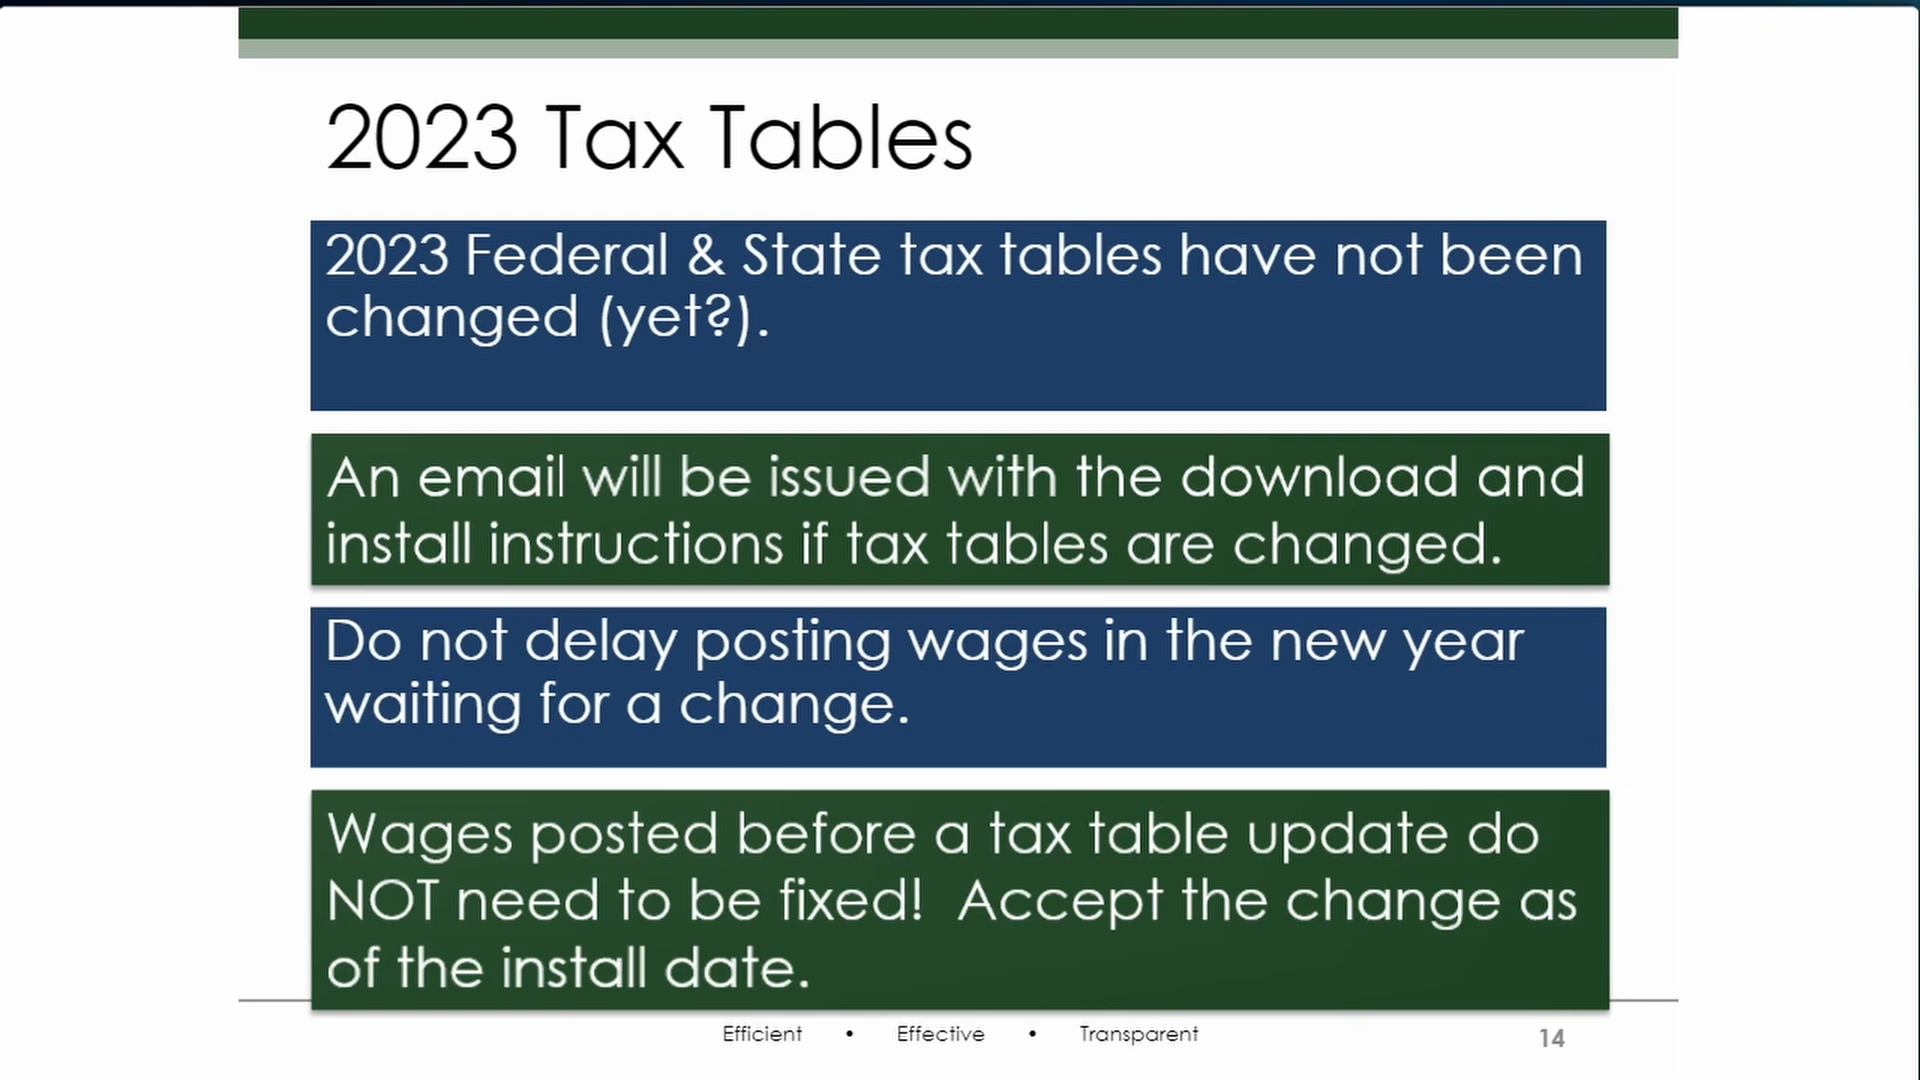 2023 Tax Tables
2023 Federal & State tax tables have not been
changed (yet?).
An email will be issued with the download and
install instructions if tax tables are changed.
Do not delay posting wages in the new year
waiting for a change.
Wages posted before a tax table update do
NOT need to be fixed!  Accept the change as
of the install date.
Efficient • Effective • Transparent
14